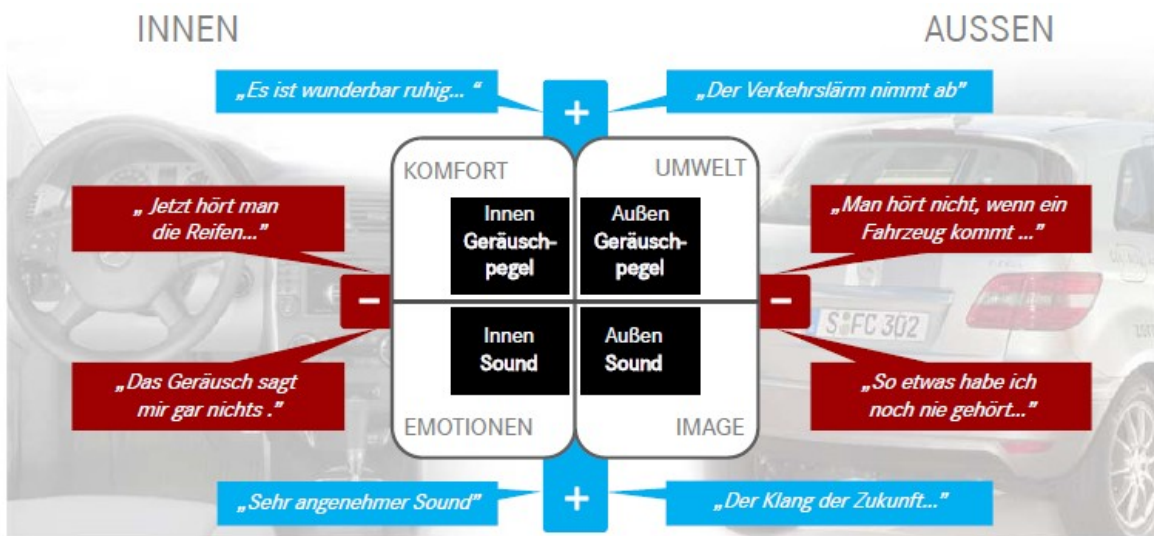 INNEN
AUSSEN
„Es ist wunderbar ruhig... “
+
„Der Verkehrslärm nimmt ab”
KOMFORT
UMWELT
„ Jetzt hört man
die Reifen...”
Innen
Geräusch-
pegel
Außen
Geräusch-
pegel
„Man hört nicht, wenn ein
Fahrzeug kommt ...”
–
–
S FC 302
„Das Geräusch sagt
mir gar nichts .”
Innen
Sound
Außen
Sound
„So etwas habe ich
noch nie gehört...”
EMOTIONEN
IMAGE
„Sehr angenehmer Sound”
+
„Der Klang der Zukunft...”